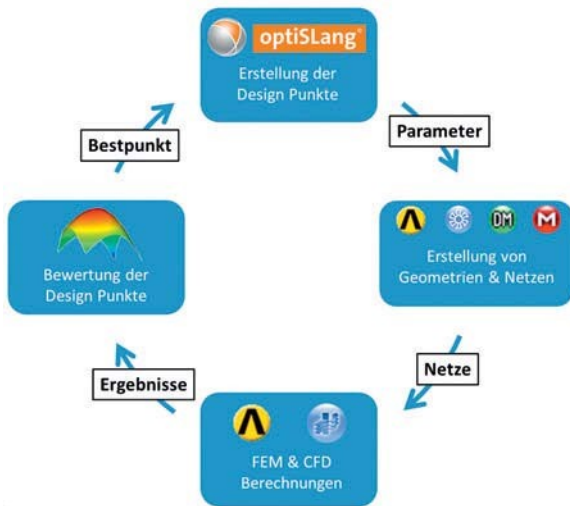 optiSLang®
Erstellung der
Design Punkte
Bestpunkt
Parameter
DM
M
Bewertung der
Design Punkte
Erstellung von
Geometrien & Netzen
Ergebnisse
Netze
FEM & CFD
Berechnungen